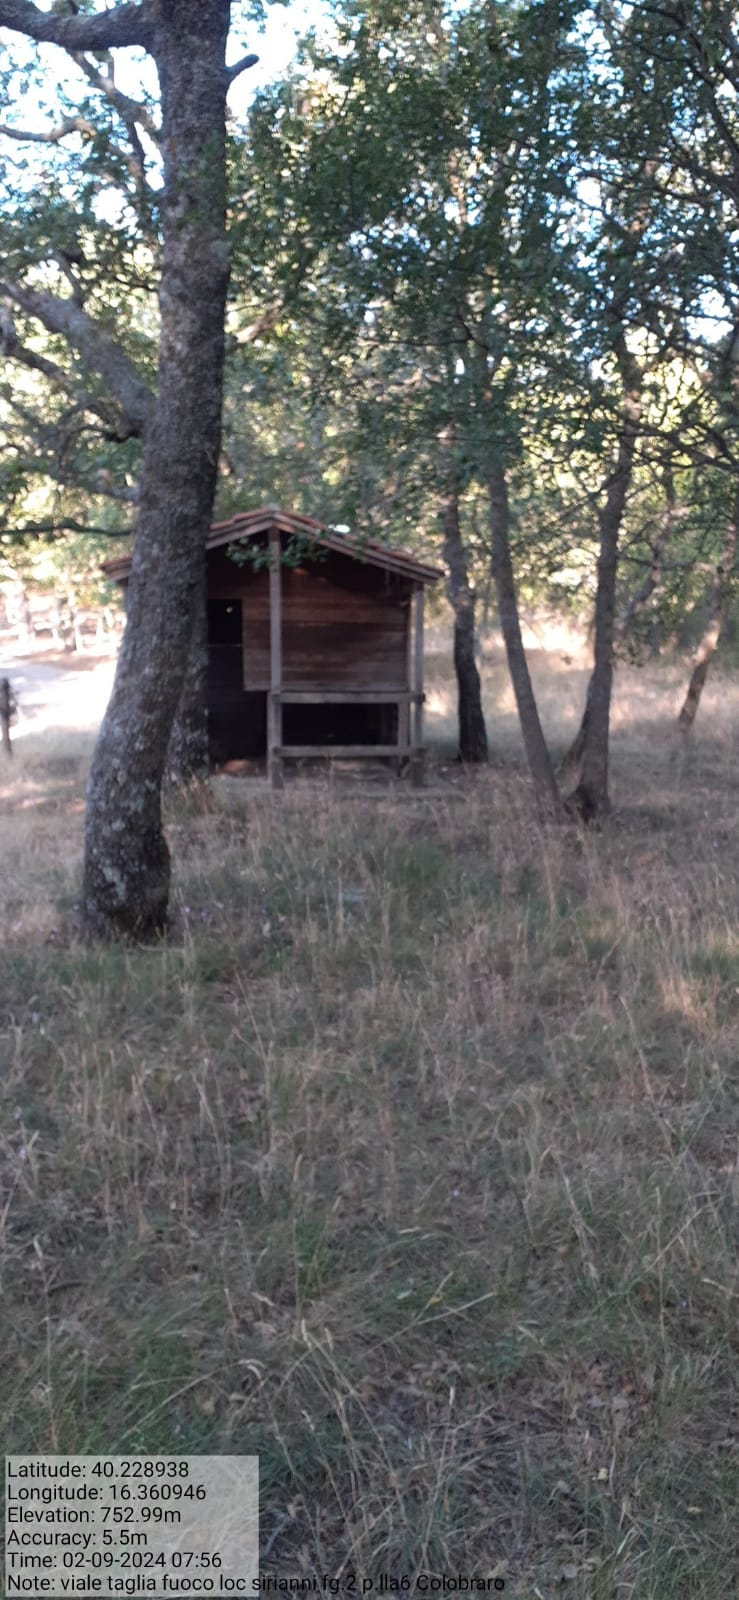 Latitude: 40.228938
Longitude: 16.360946
Elevation: 752.99m
Accuracy: 5.5m
Time: 02-09-2024 07:56
Note: viale taglia fuoco loc sirianni fg.2 p.lla6 Colobraro